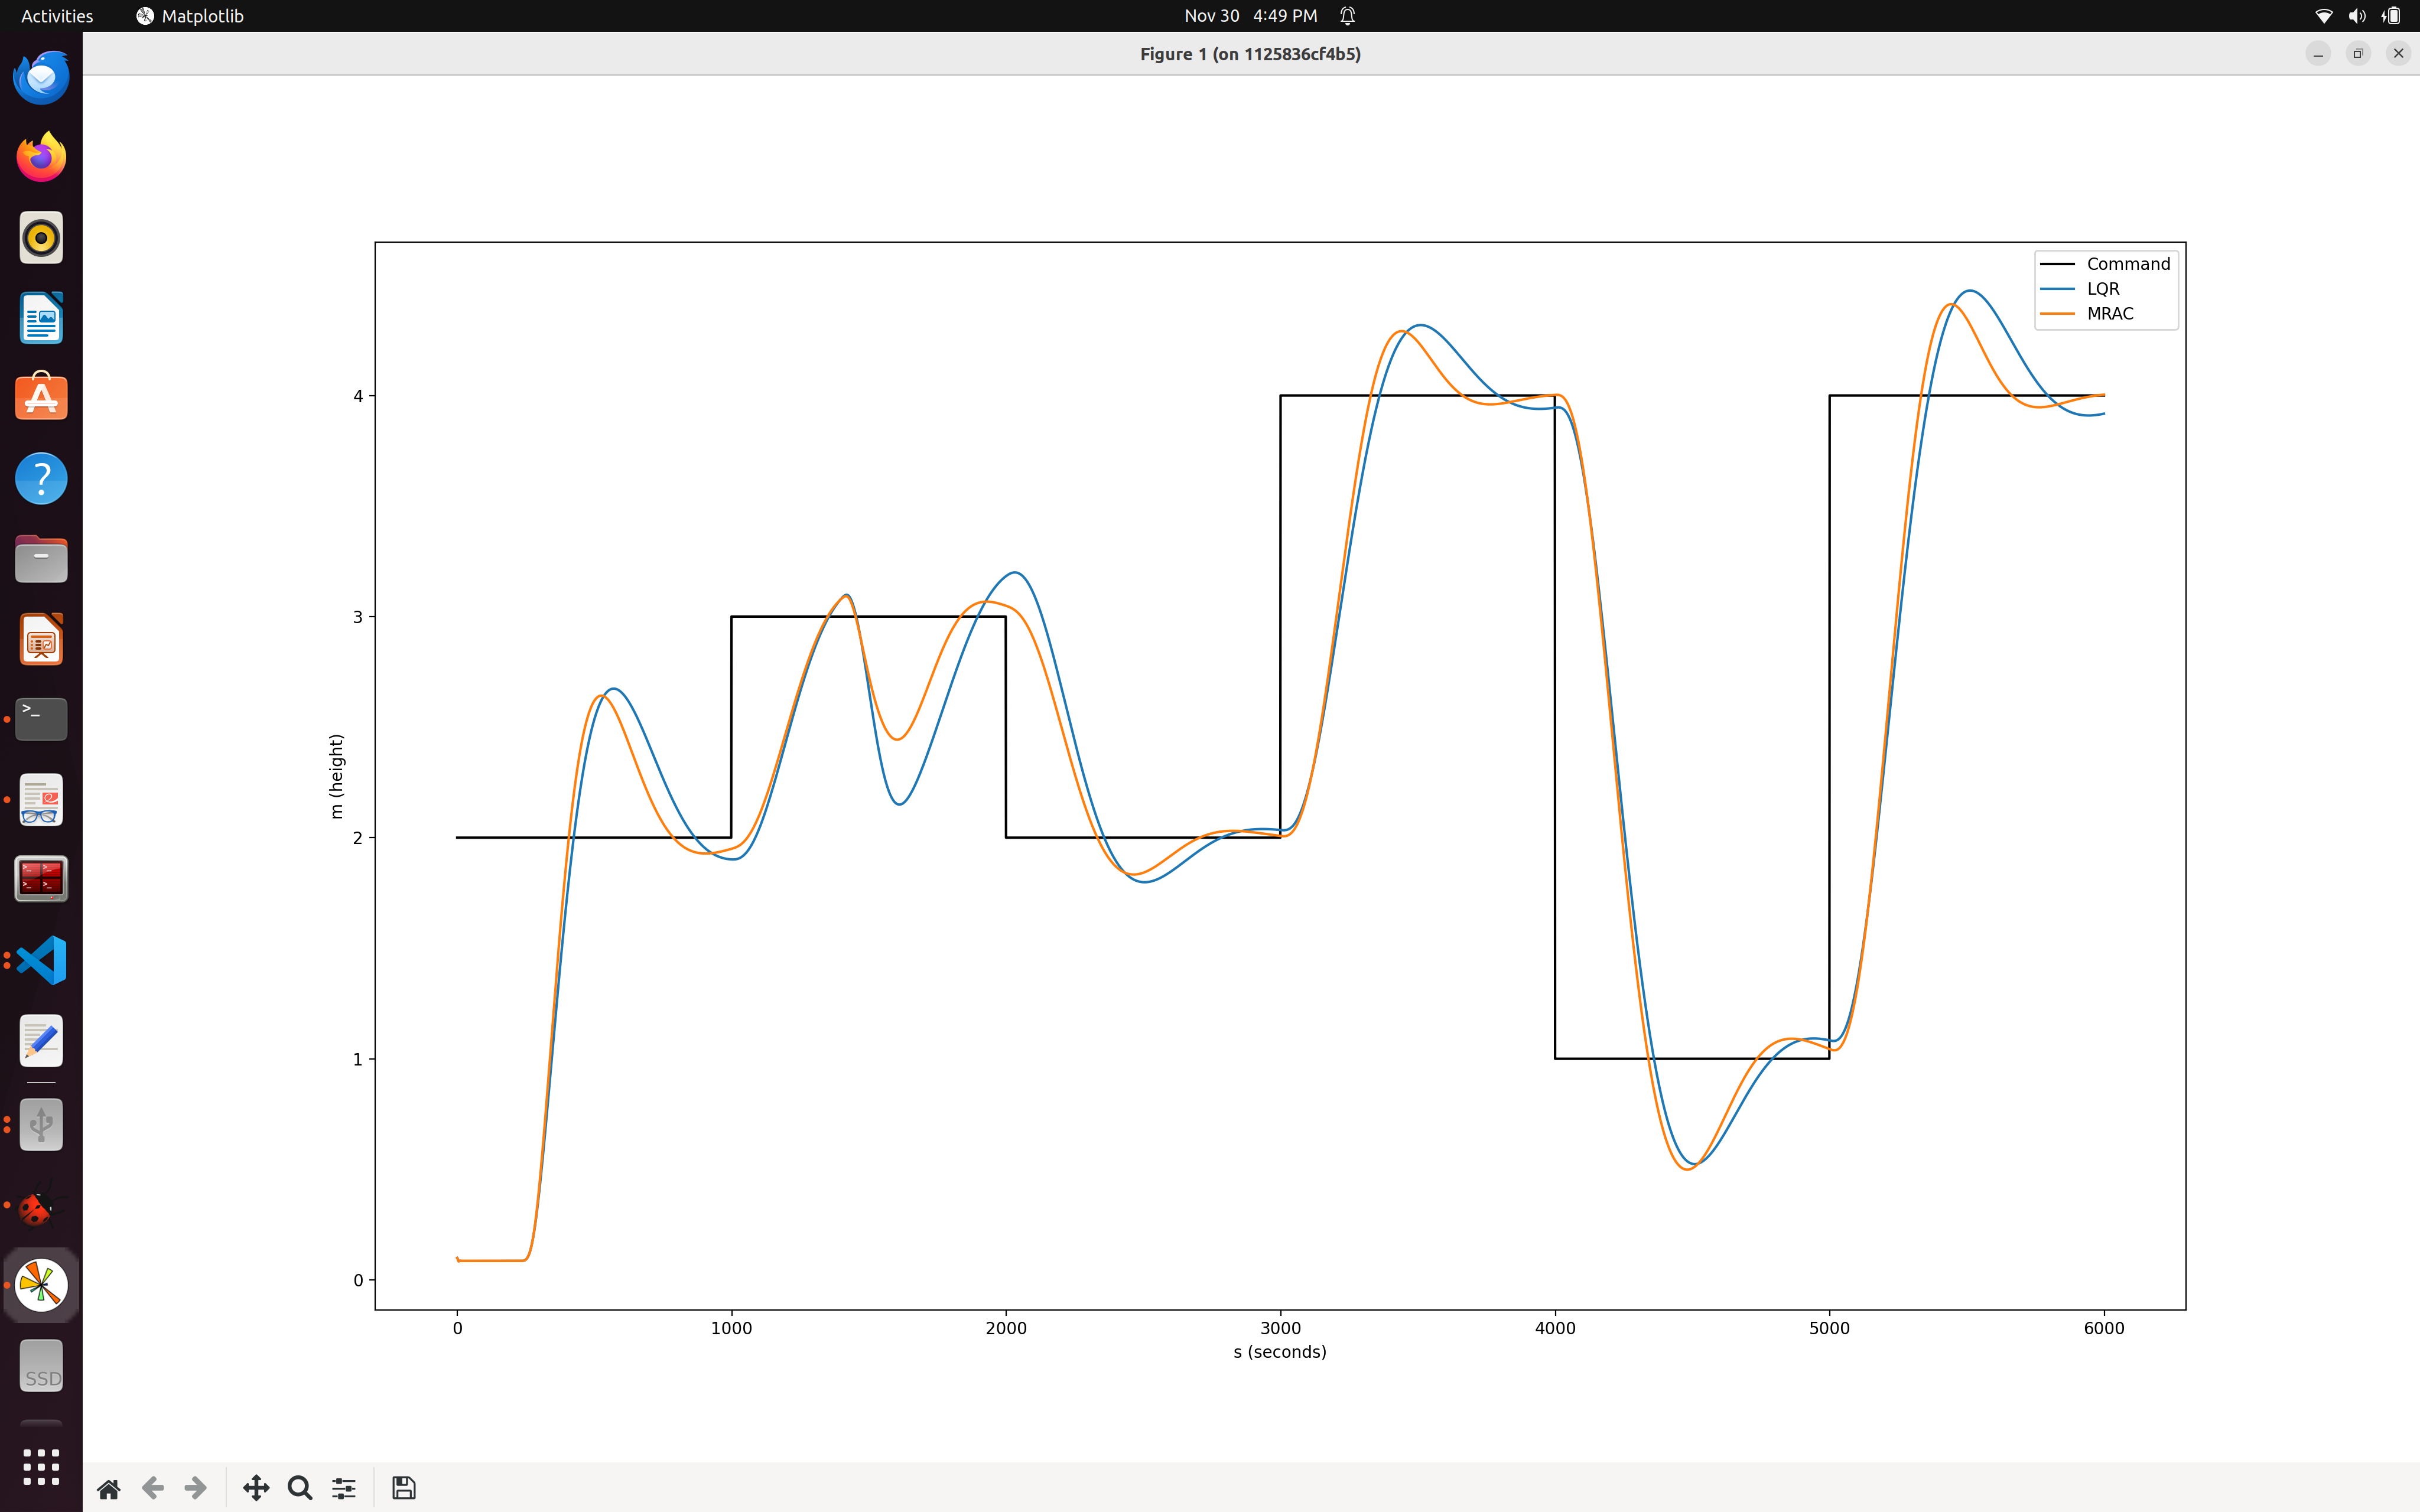 Activities
Matplotlib
Nov 30 4:49 PM
Figure 1 (on 1125836cf4b5)
Command
LQR
MRAC
4
3
2
1
0
m (height)
0
1000
2000
3000
4000
5000
6000
s (seconds)
SSD